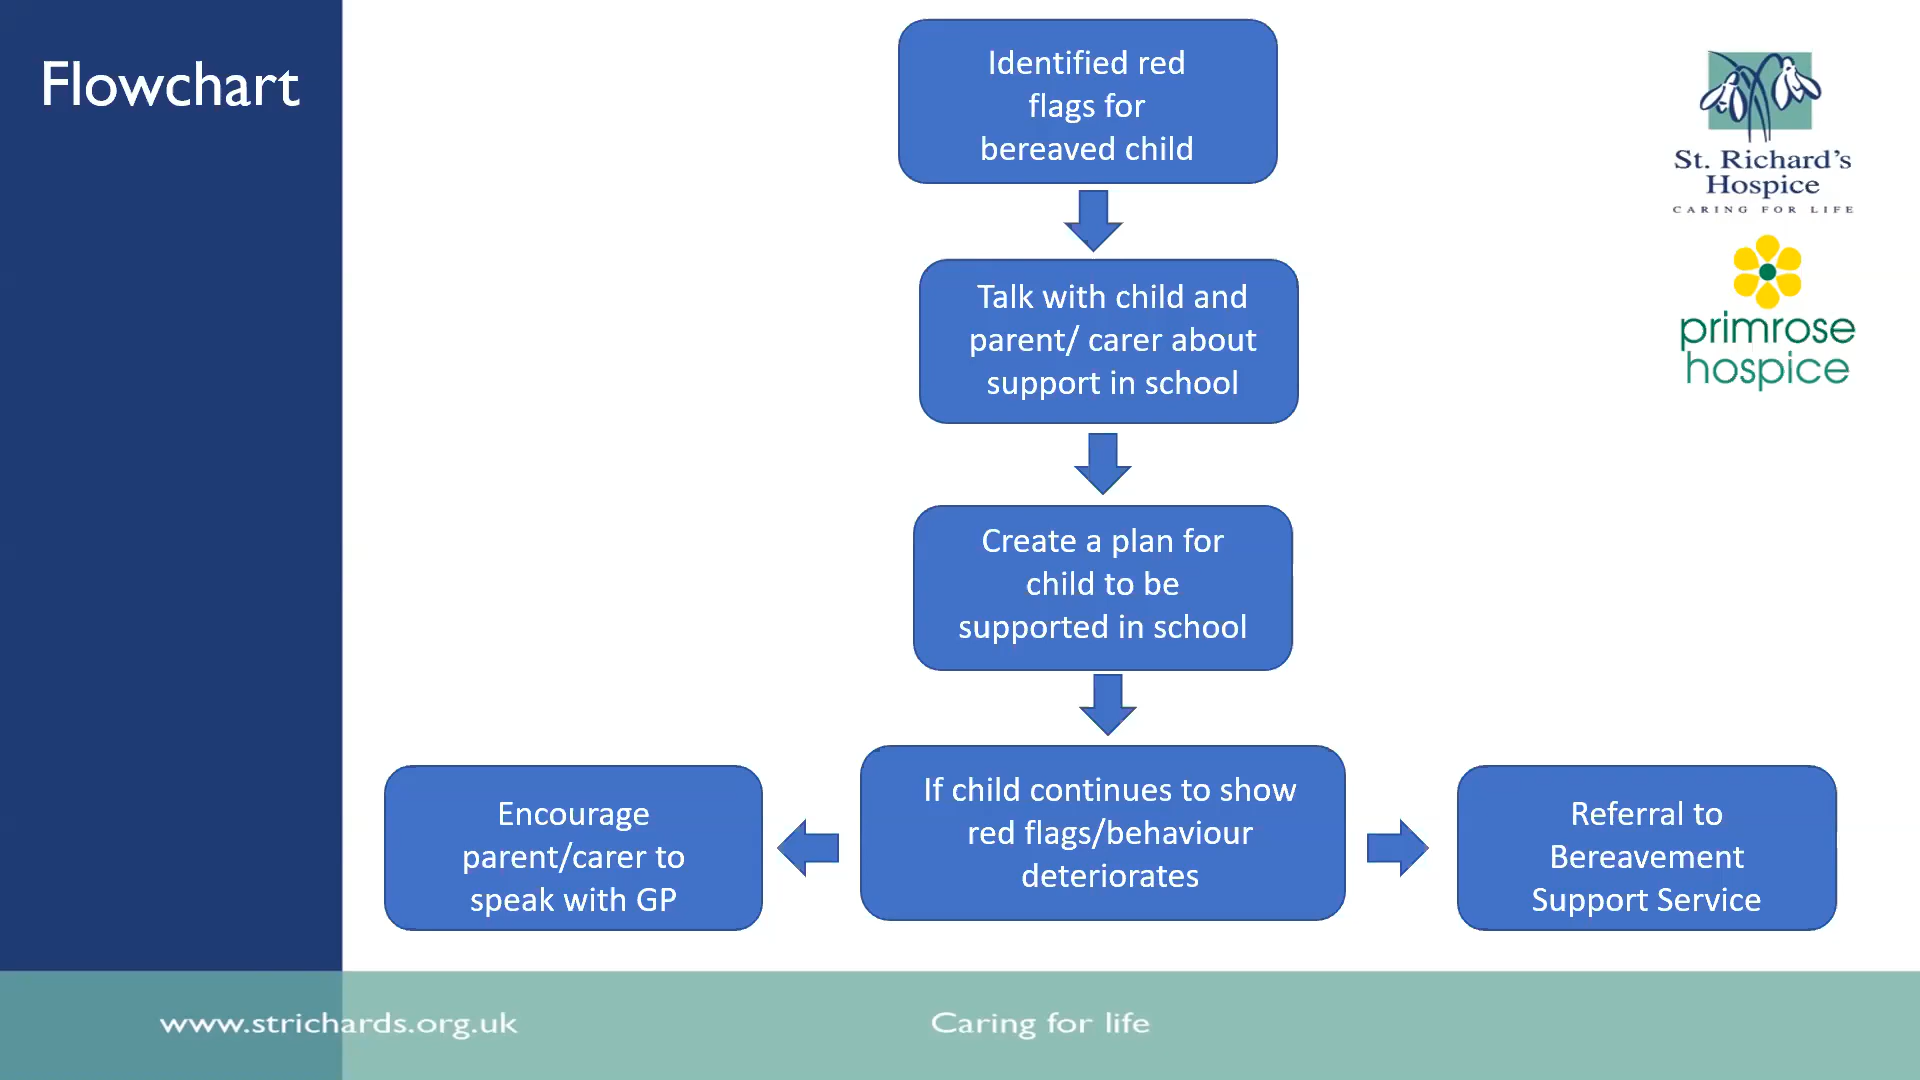 Flowchart
Identified red
flags for
bereaved child
St. Richard's
Hospice
CARING FOR LIFE
primrose
hospice
Talk with child and
parent/ carer about
support in school
Create a plan for
child to be
supported in school
If child continues to show
red flags/behaviour
deteriorates
Encourage
parent/carer to
speak with GP
Referral to
Bereavement
Support Service
www.strichards.org.uk
Caring for life